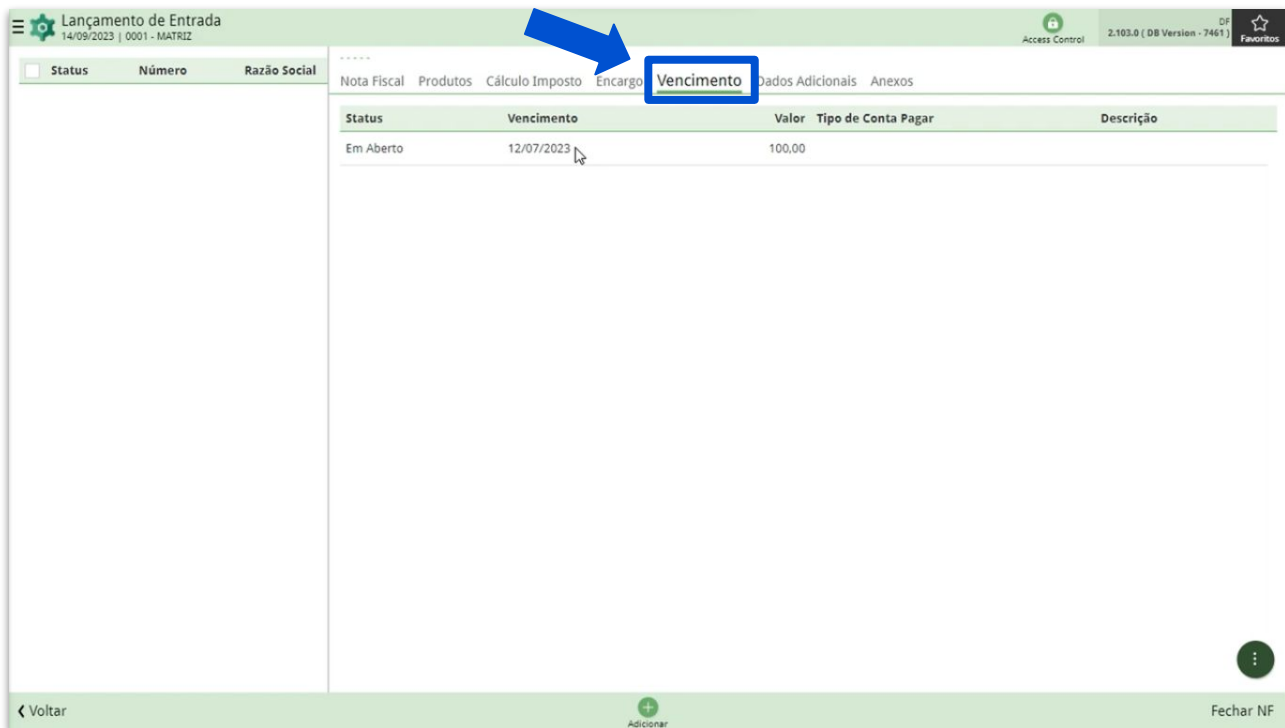 Lançamento de Entrada
14/09/2023 | 0001 - MATRIZ
Access Control
DF
2.103.0 ( DB Version - 7461 )
Favoritos
Status Número Razão Social
Nota Fiscal Produtos Cálculo Imposto Encargo Vencimento Dados Adicionais Anexos
Status Vencimento Valor Tipo de Conta Pagar Descrição
Em Aberto 12/07/2023 100,00
Voltar
Adicionar
Fechar NF